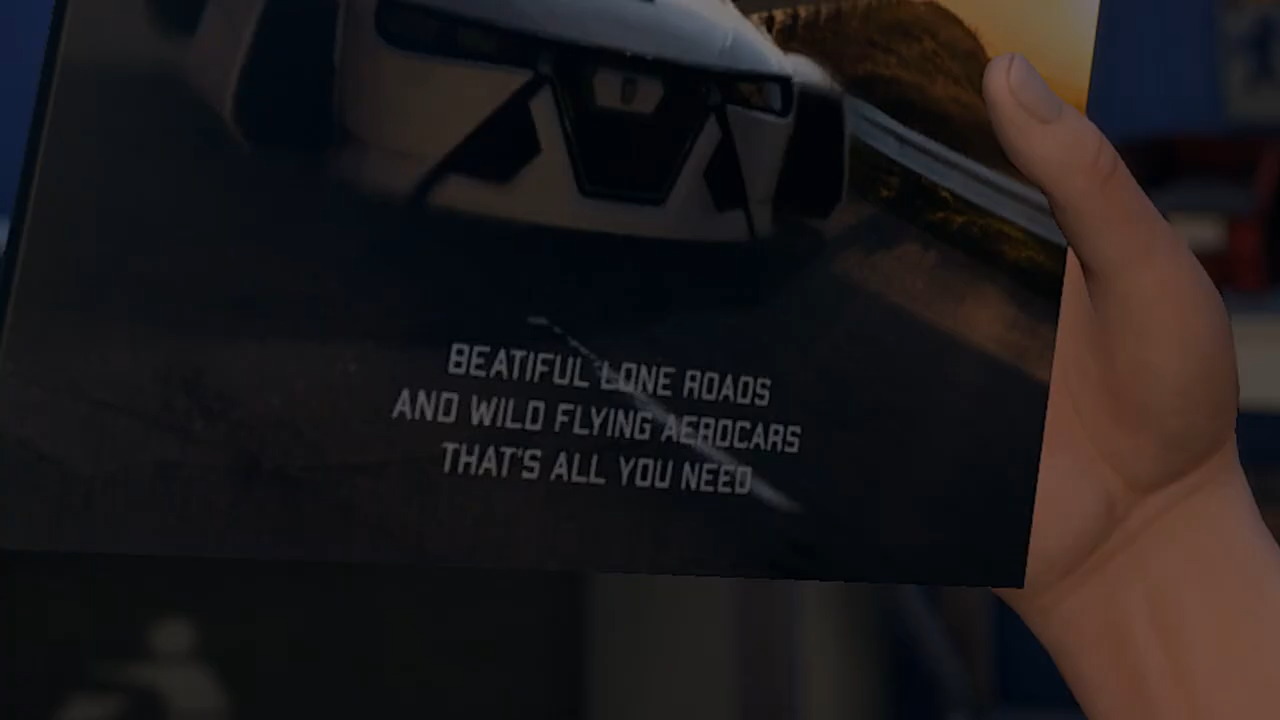 BEATIFUL LONE ROADS
AND WILD FLYING AEROCARS
THAT'S ALL YOU NEED